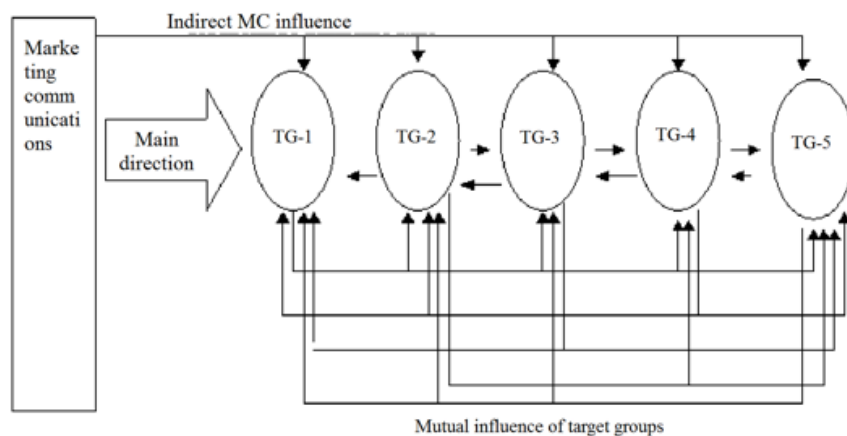 Indirect MC influence
Marke
ting
comm
unicati
ons
Main
direction
TG-1
TG-2
TG-3
TG-4
TG-5
Mutual influence of target groups